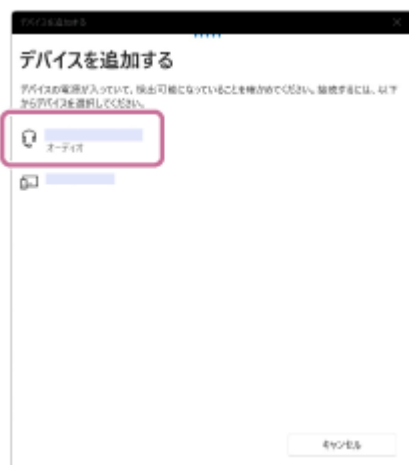 デバイスを追加する
デバイスを追加する
デバイスの電源が入っていて、検出可能になっていることを確かめてください。接続するには、以下
からデバイスを選択してください。
オーディオ
キャンセル